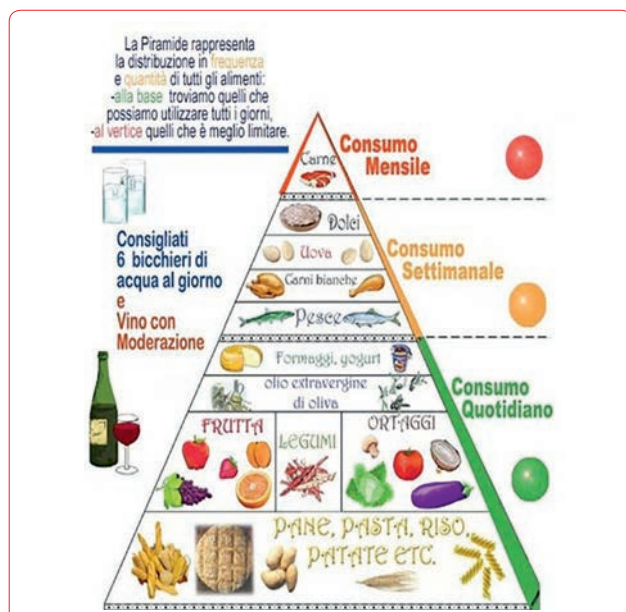 La Piramide rappresenta
la distribuzione in frequenza
e quantità di tutti gli alimenti:
-alla base troviamo quelli che
possiamo utilizzare tutti i giorni,
-al vertice quelli che è meglio limitare.
Consumo
Mensile
Carne
Dolci
Uova
Carni bianche
Pesce
Consumo
Settimanale
Consigliati
6 bicchieri di
acqua al giorno
e
Vino con
Moderazione
Formaggi, yogurt
olio extravergine
di oliva
Consumo
Quotidiano
FRUTTA
LEGUMI
ORTAGGI
PANE, PASTA, RISO,
PATATE ETC.